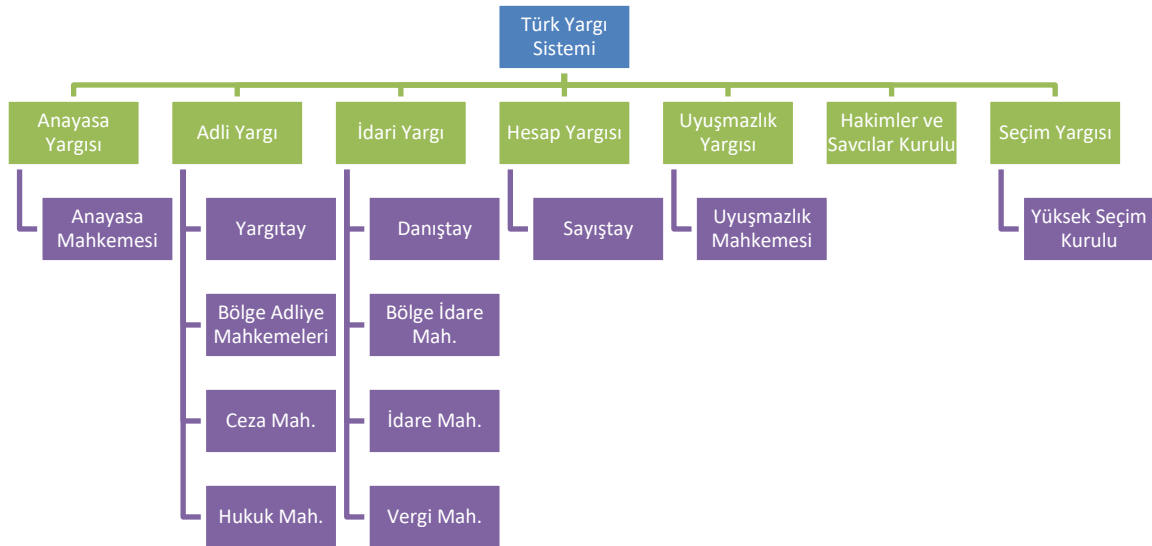 Türk Yargı
Sistemi
Anayasa
Yargısı
Adli Yargı
İdari Yargı
Hesap Yargısı
Uyuşmazlık
Yargısı
Hakimler ve
Savcılar Kurulu
Seçim Yargısı
Anayasa
Mahkemesi
Yargıtay
Danıştay
Sayıştay
Uyuşmazlık
Mahkemesi
Yüksek Seçim
Kurulu
Bölge Adliye
Mahkemeleri
Bölge İdare
Mah.
Ceza Mah.
İdare Mah.
Hukuk Mah.
Vergi Mah.